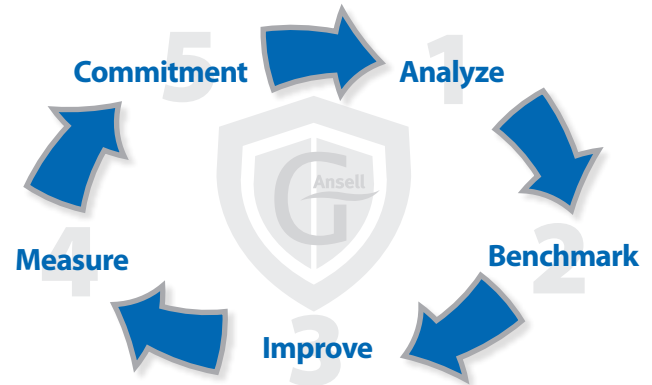 5
Commitment
1
Analyze
G
Ansell
4
Measure
2
Benchmark
3
Improve